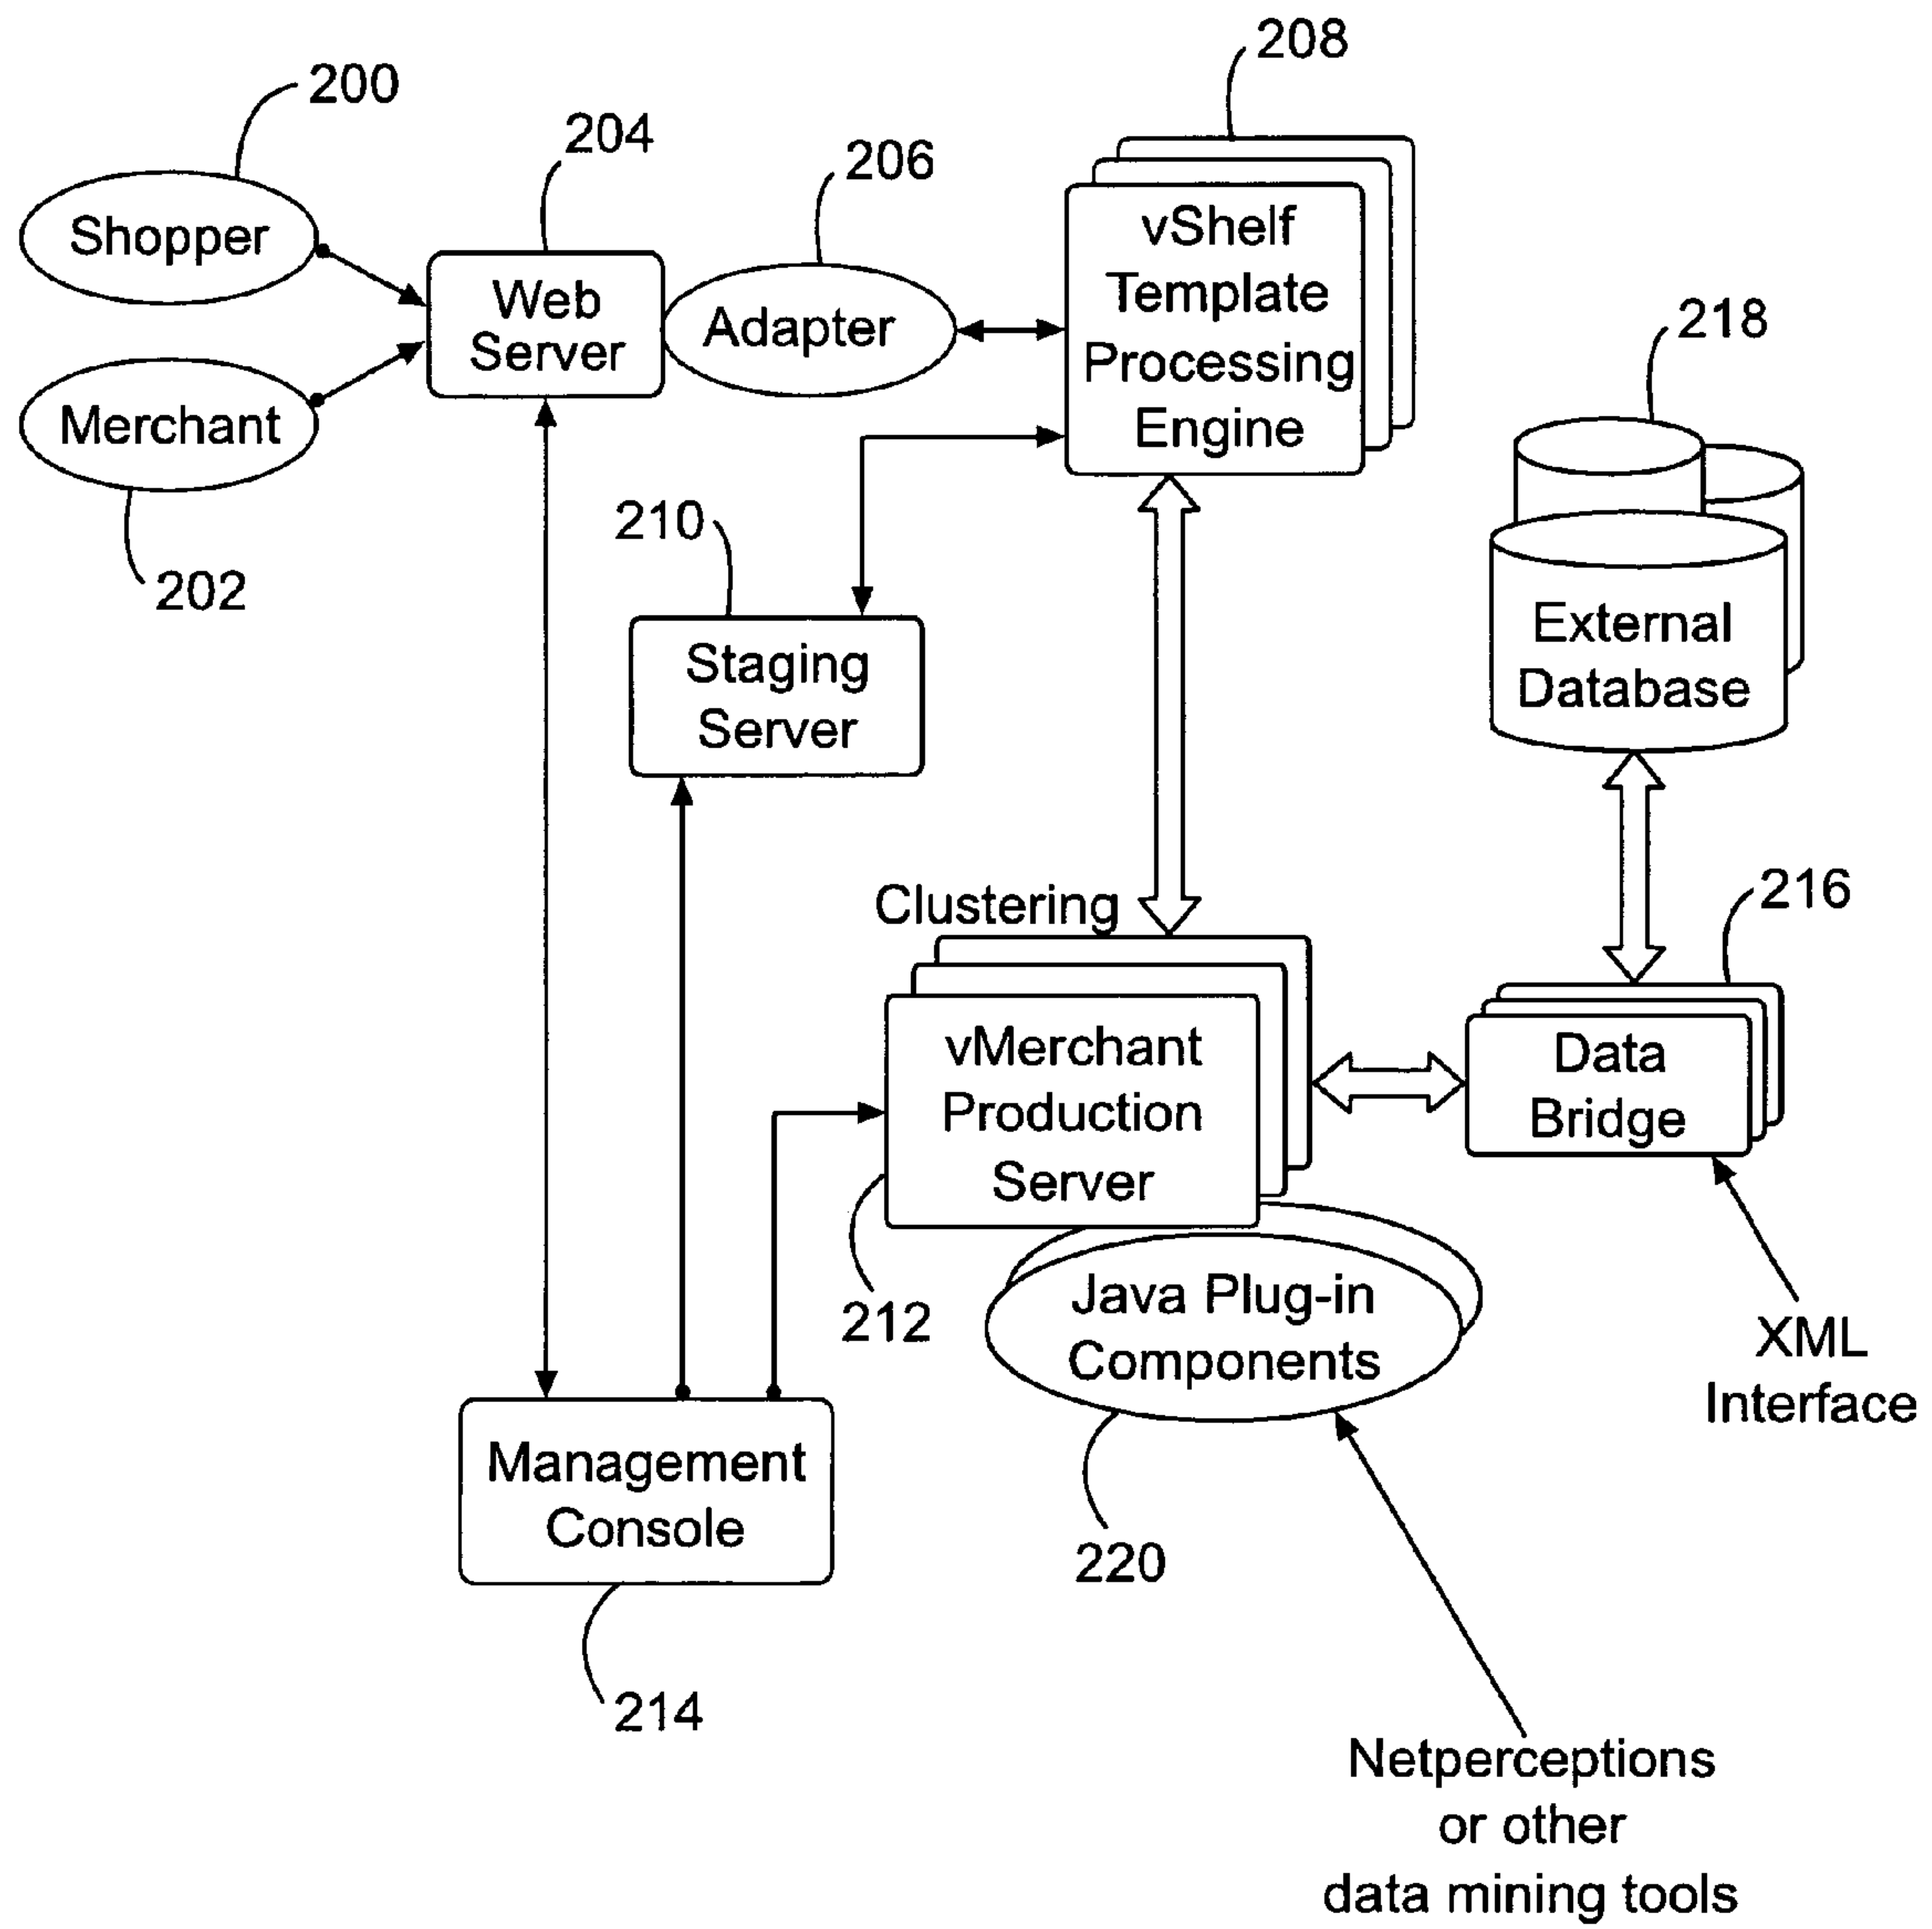 208
200
204
206
Shopper
vShelf
Template
Processing
Engine
Web
Server
Adapter
218
Merchant
210
202
External
Database
Staging
Server
216
Clustering
vMerchant
Production
Server
Data
Bridge
212
Java Plug-in
Components
XML
Interface
Management
Console
220
214
Netperceptions
or other
data mining tools